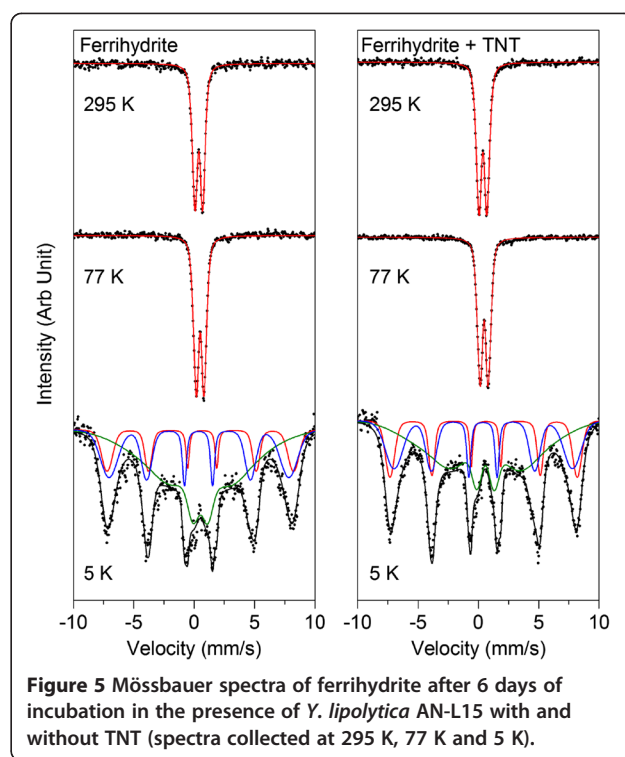 Ferrihydrite
295 K
77 K
5 K
Ferrihydrite + TNT
295 K
77 K
5 K
Intensity (Arb Unit)
-10 -5 0 5 10
-10 -5 0 5 10
Velocity (mm/s)
Velocity (mm/s)
Figure 5 Mössbauer spectra of ferrihydrite after 6 days of
incubation in the presence of Y. lipolytica AN-L15 with and
without TNT (spectra collected at 295 K, 77 K and 5 K).